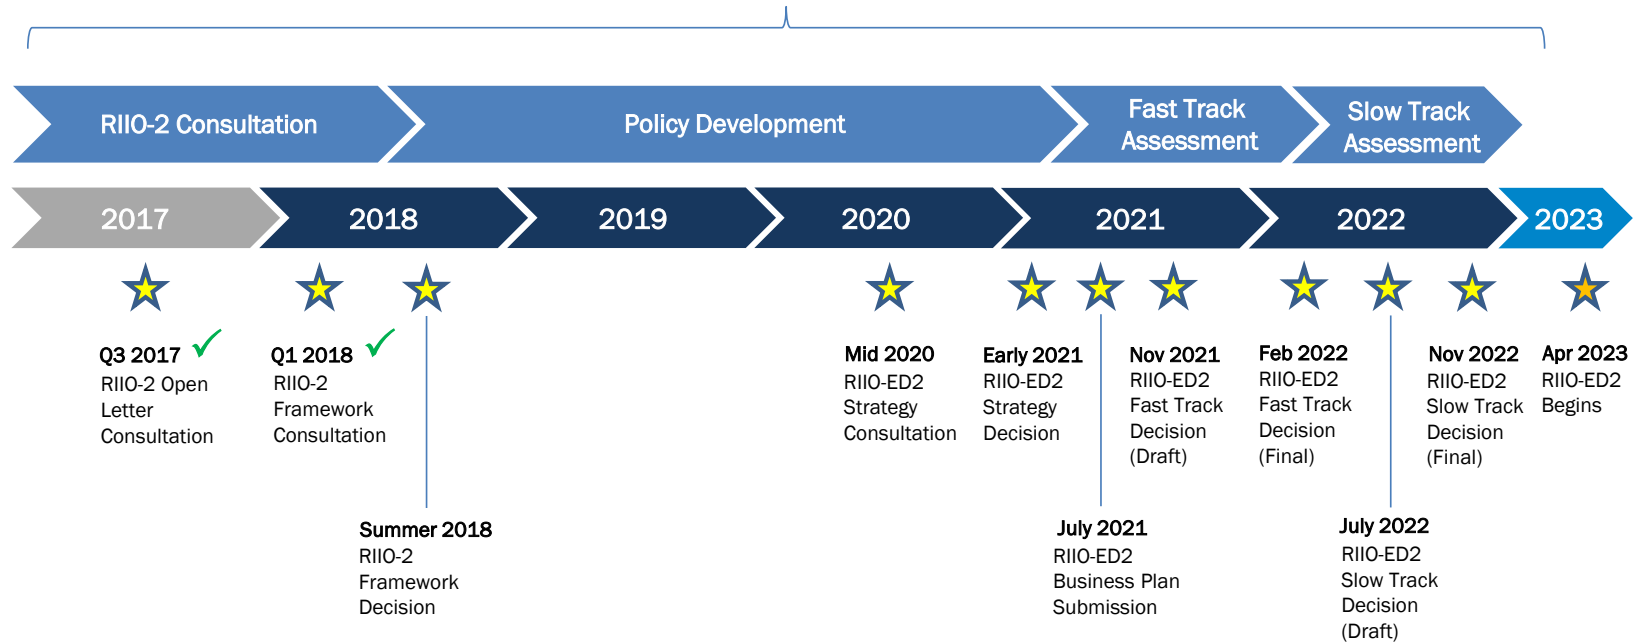 RIIO-2 Consultation
Policy Development
Fast Track
Assessment
Slow Track
Assessment
2017
2018
2019
2020
2021
2022
2023
Q3 2017
RIIO-2 Open
Letter
Consultation
Q1 2018
RIIO-2
Framework
Consultation
Summer 2018
RIIO-2
Framework
Decision
Mid 2020
RIIO-ED2
Strategy
Consultation
Early 2021
RIIO-ED2
Strategy
Decision
July 2021
RIIO-ED2
Business Plan
Submission
Nov 2021
RIIO-ED2
Fast Track
Decision
(Draft)
Feb 2022
RIIO-ED2
Fast Track
Decision
(Final)
July 2022
RIIO-ED2
Slow Track
Decision
(Draft)
Nov 2022
RIIO-ED2
Slow Track
Decision
(Final)
Apr 2023
RIIO-ED2
Begins